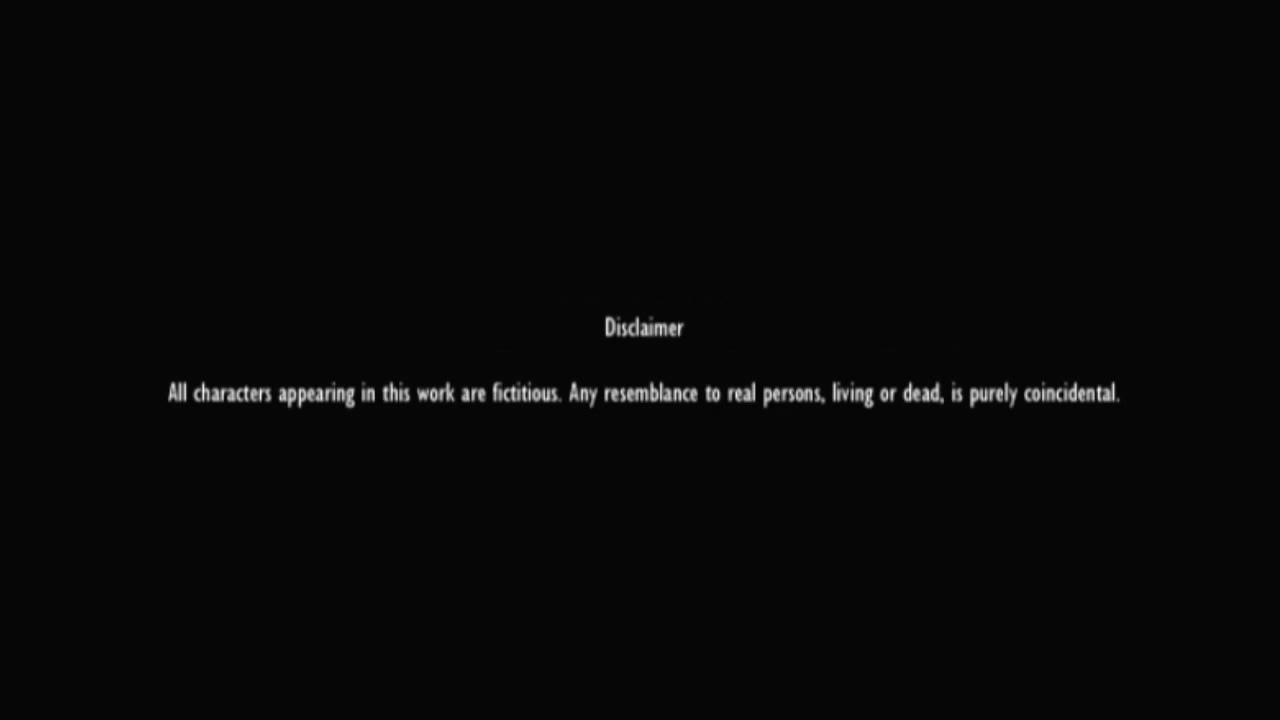 Disclaimer
All characters appearing in this work are fictitious. Any resemblance to real persons, living or dead, is purely coincidental.